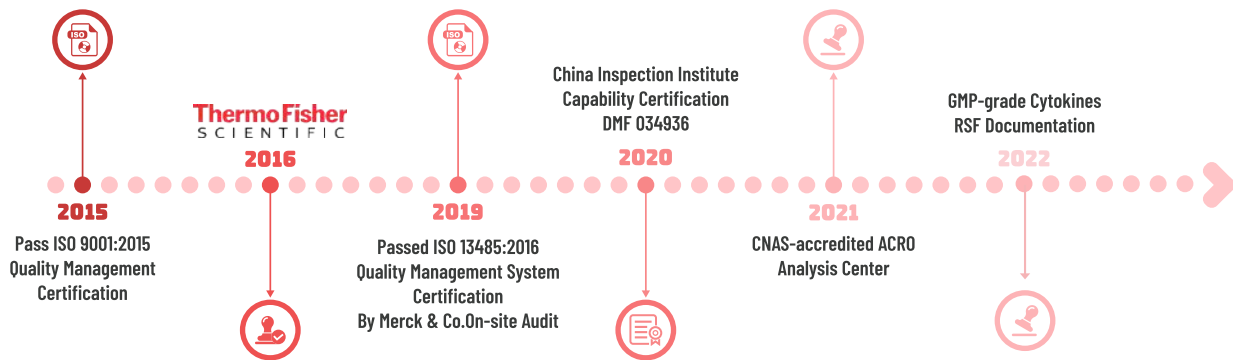 ISO
2015
Pass ISO 9001:2015
Quality Management
Certification
ThermoFisher
SCIENTIFIC
2016
ISO
2019
Passed ISO 13485:2016
Quality Management System
Certification
By Merck & Co.On-site Audit
China Inspection Institute
Capability Certification
DMF 034936
2020
2021
CNAS-accredited ACRO
Analysis Center
GMP-grade Cytokines
RSF Documentation
2022